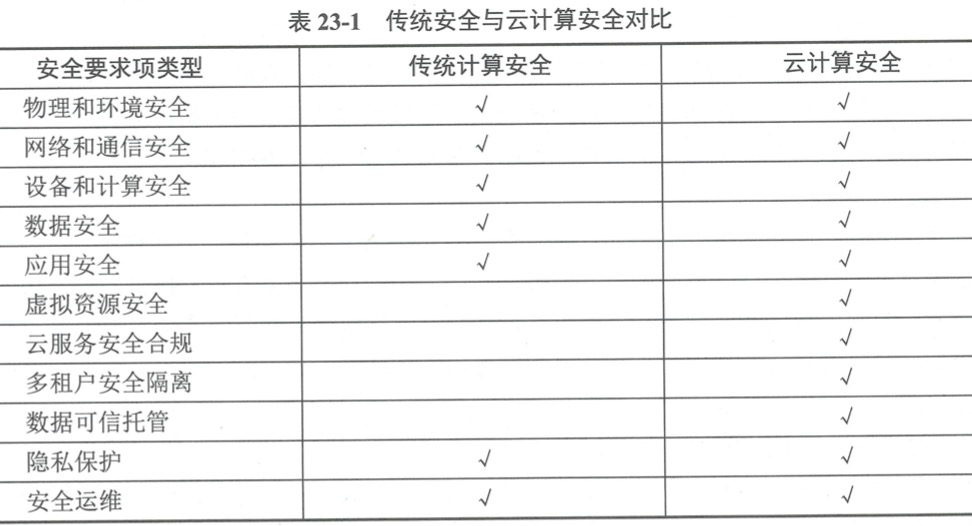 表 23-1 传统安全与云计算安全对比
安全要求项类型 传统计算安全 云计算安全
物理和环境安全 √ √
网络和通信安全 √ √
设备和计算安全 √ √
数据安全 √ √
应用安全 √ √
虚拟资源安全 √
云服务安全合规 √
多租户安全隔离 √
数据可信托管 √
隐私保护 √ √
安全运维 √ √